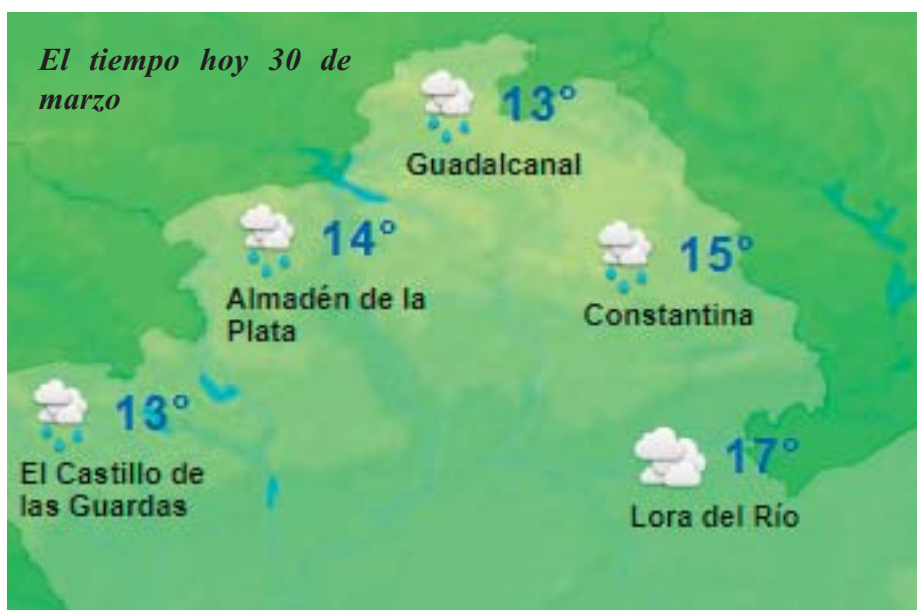 El tiempo hoy 30 de
marzo
13°
Guadalcanal
14°
Almadén de la
Plata
15°
Constantina
13°
El Castillo de
las Guardas
17°
Lora del Río